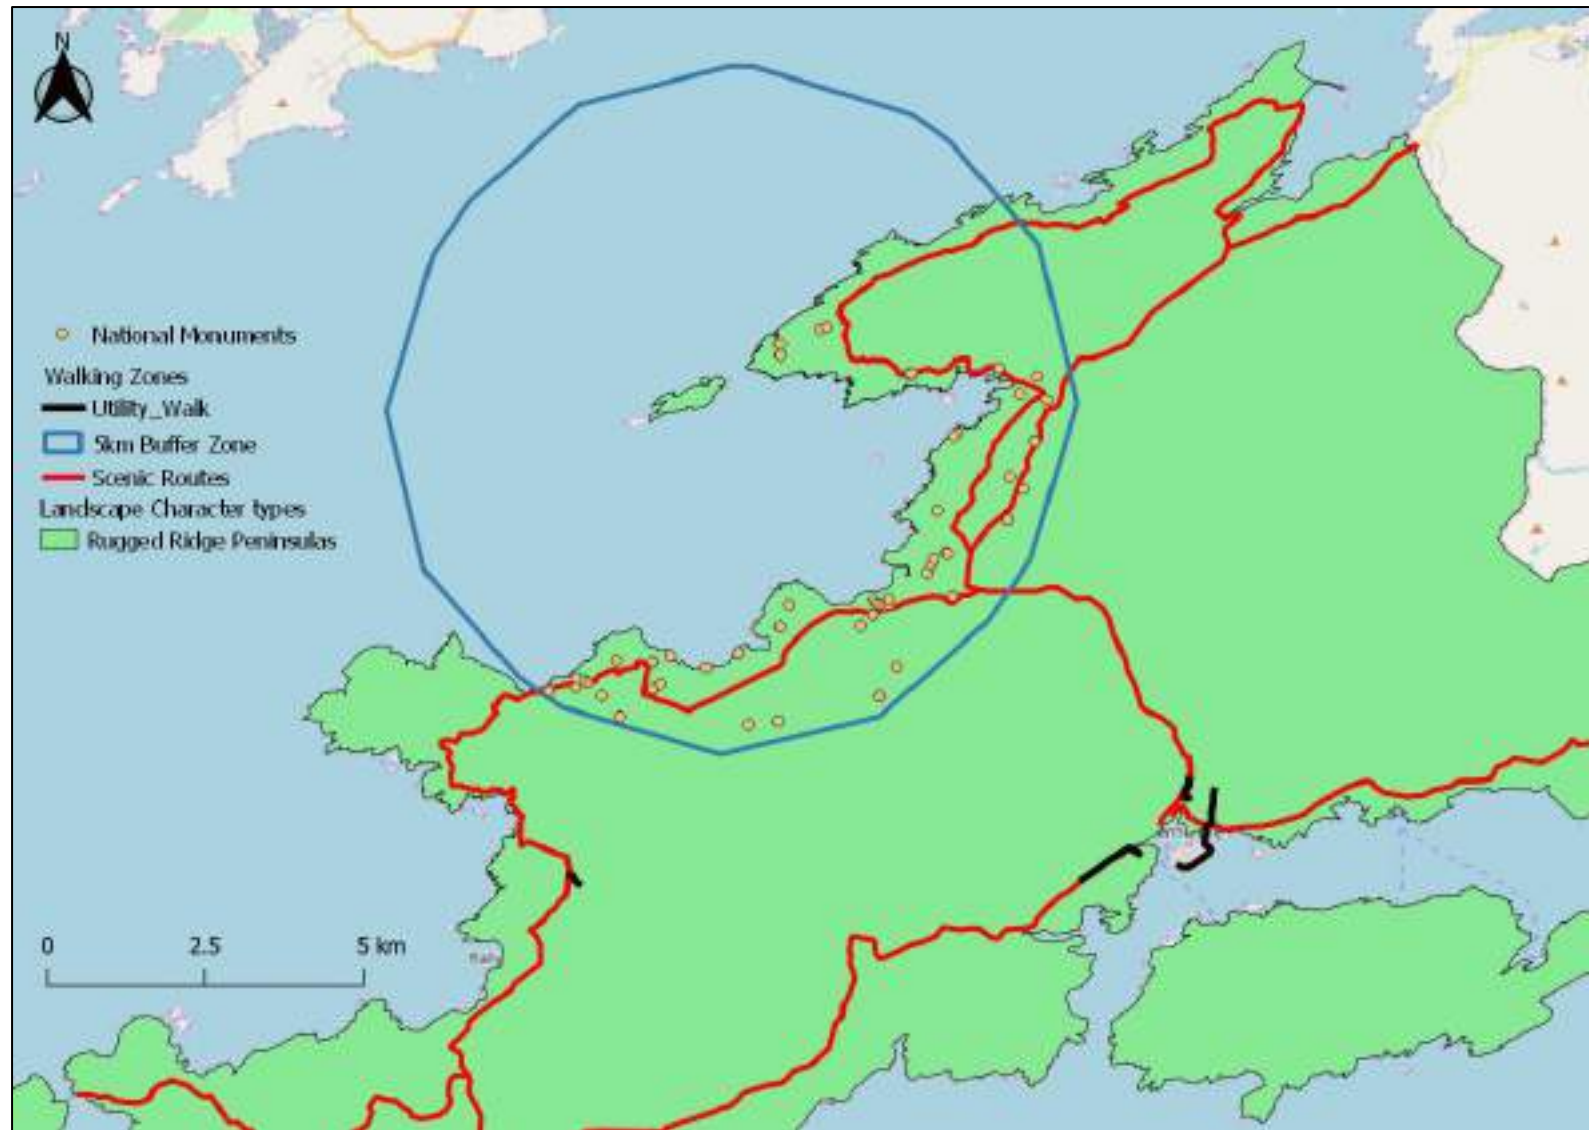 N
National Monuments
Walking Zones
Utility_Walk
5km Buffer Zone
Scenic Routes
Landscape Character types
Rugged Ridge Peninsulas
0 2.5 5 km